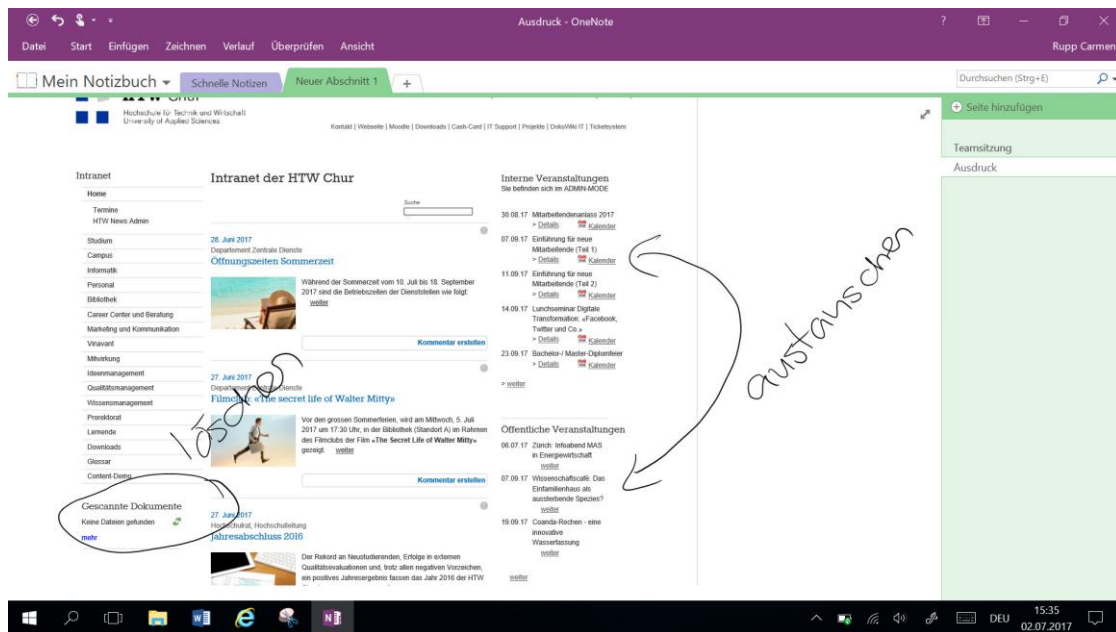 Ausdruck - OneNote
?
Datei Start Einfügen Zeichnen Verlauf Überprüfen Ansicht
Rupp Carmen
Mein Notizbuch
Schnelle Notizen
Neuer Abschnitt 1
+
Durchsuchen (Strg+E)
Seite hinzufügen
Teamsitzung
Ausdruck
HTW Chur
Hochschule für Technik und Wirtschaft
University of Applied Sciences
Kontakt | Webseite | Moodle | Downloads | Cash-Card | IT Support | Projekte | DokuWiki IT | Ticketsystem
Intranet
Home
Termine
HTW News Admin
Studium
Campus
Informatik
Personal
Bibliothek
Career Center und Beratung
Marketing und Kommunikation
Vinavant
Mitwirkung
Ideenmanagement
Qualitätsmanagement
Wissensmanagement
Prorektorat
Lernende
Downloads
Glossar
Content-Demo
löschen
Gescannte Dokumente
Keine Dateien gefunden
mehr
Intranet der HTW Chur
Suche
28. Juni 2017
Departement Zentrale Dienste
Öffnungszeiten Sommerzeit
Während der Sommerzeit vom 10. Juli bis 18. September
2017 sind die Betriebszeiten der Dienststellen wie folgt.
weiter
Kommentar erstellen
27. Juni 2017
Departement Zentrale Dienste
Filmclub: «The secret life of Walter Mitty»
Vor den grossen Sommerferien, wird am Mittwoch, 5. Juli
2017 um 17:30 Uhr, in der Bibliothek (Standort A) im Rahmen
des Filmclubs der Film «The Secret Life of Walter Mitty»
gezeigt. weiter
Kommentar erstellen
27. Juni 2017
Hochschulrat, Hochschulleitung
Jahresabschluss 2016
Der Rekord an Neustudierenden, Erfolge in externen
Qualitätsevaluationen und, trotz allen negativen Vorzeichen,
ein positives Jahresergebnis fassen das Jahr 2016 der HTW
Interne Veranstaltungen
Sie befinden sich im ADMIN-MODE
30.08.17 Mitarbeitendenanlass 2017
> Details Kalender
07.09.17 Einführung für neue
Mitarbeitende (Teil 1)
> Details Kalender
11.09.17 Einführung für neue
Mitarbeitende (Teil 2)
> Details Kalender
14.09.17 Lunchseminar Digitale
Transformation: «Facebook,
Twitter und Co.»
> Details Kalender
23.09.17 Bachelor-/ Master-Diplomfeier
> Details Kalender
> weiter
Öffentliche Veranstaltungen
06.07.17 Zürich: Infoabend MAS
in Energiewirtschaft
weiter
07.09.17 Wissenschaftscafé: Das
Einfamilienhaus als
aussterbende Spezies?
weiter
19.09.17 Coanda-Rechen - eine
innovative
Wasserfassung
weiter
weiter
austauschen
DEU
15:35
02.07.2017